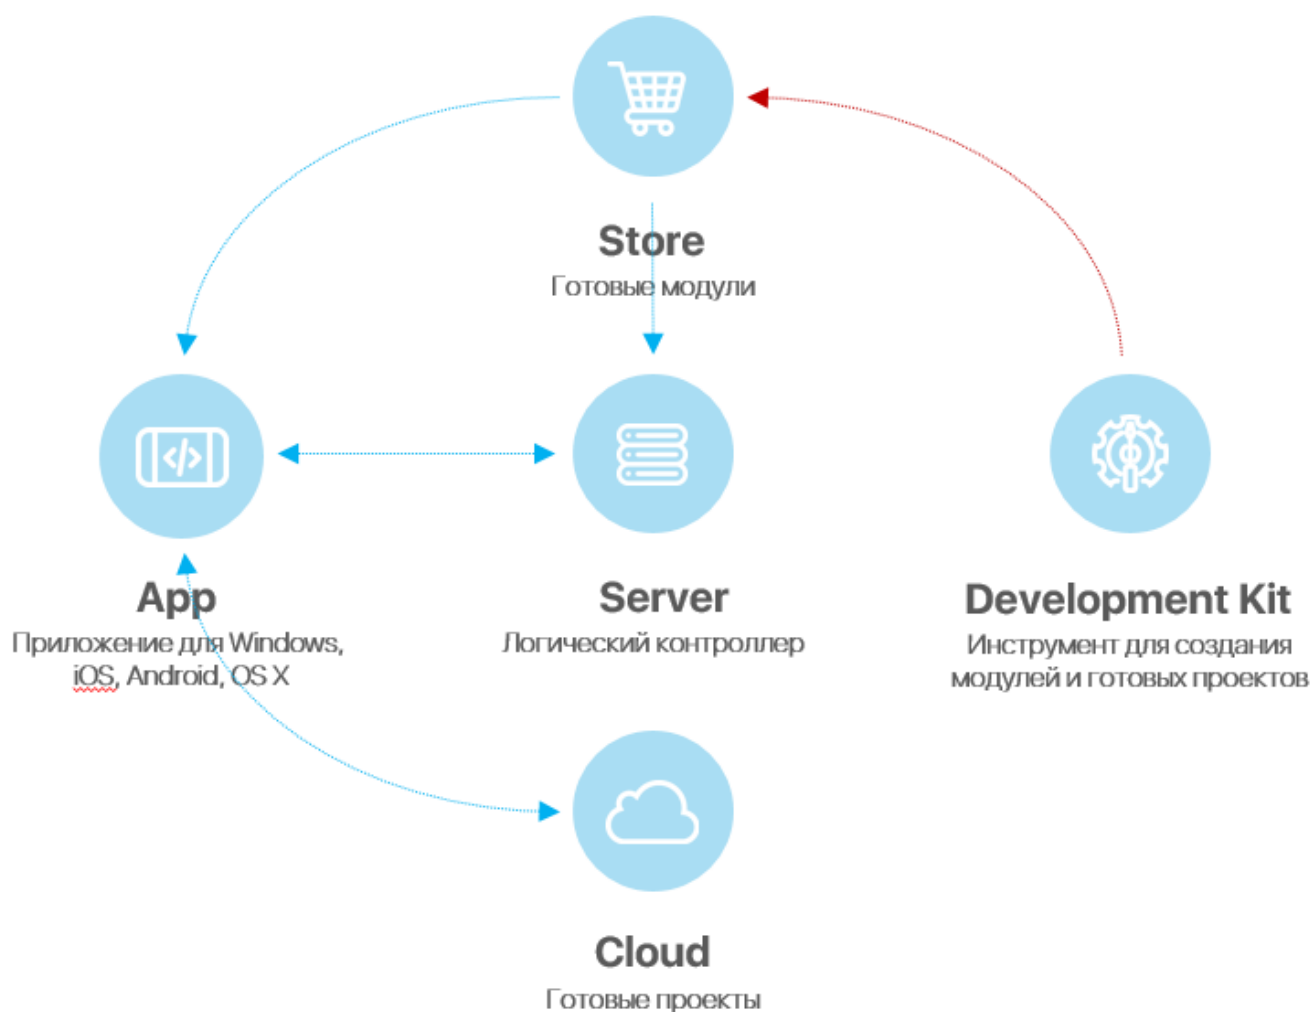 Store
Готовые модули
App
Приложение для Windows,
iOS, Android, OS X
Server
Логический контроллер
Development Kit
Инструмент для создания
модулей и готовых проектов
Cloud
Готовые проекты